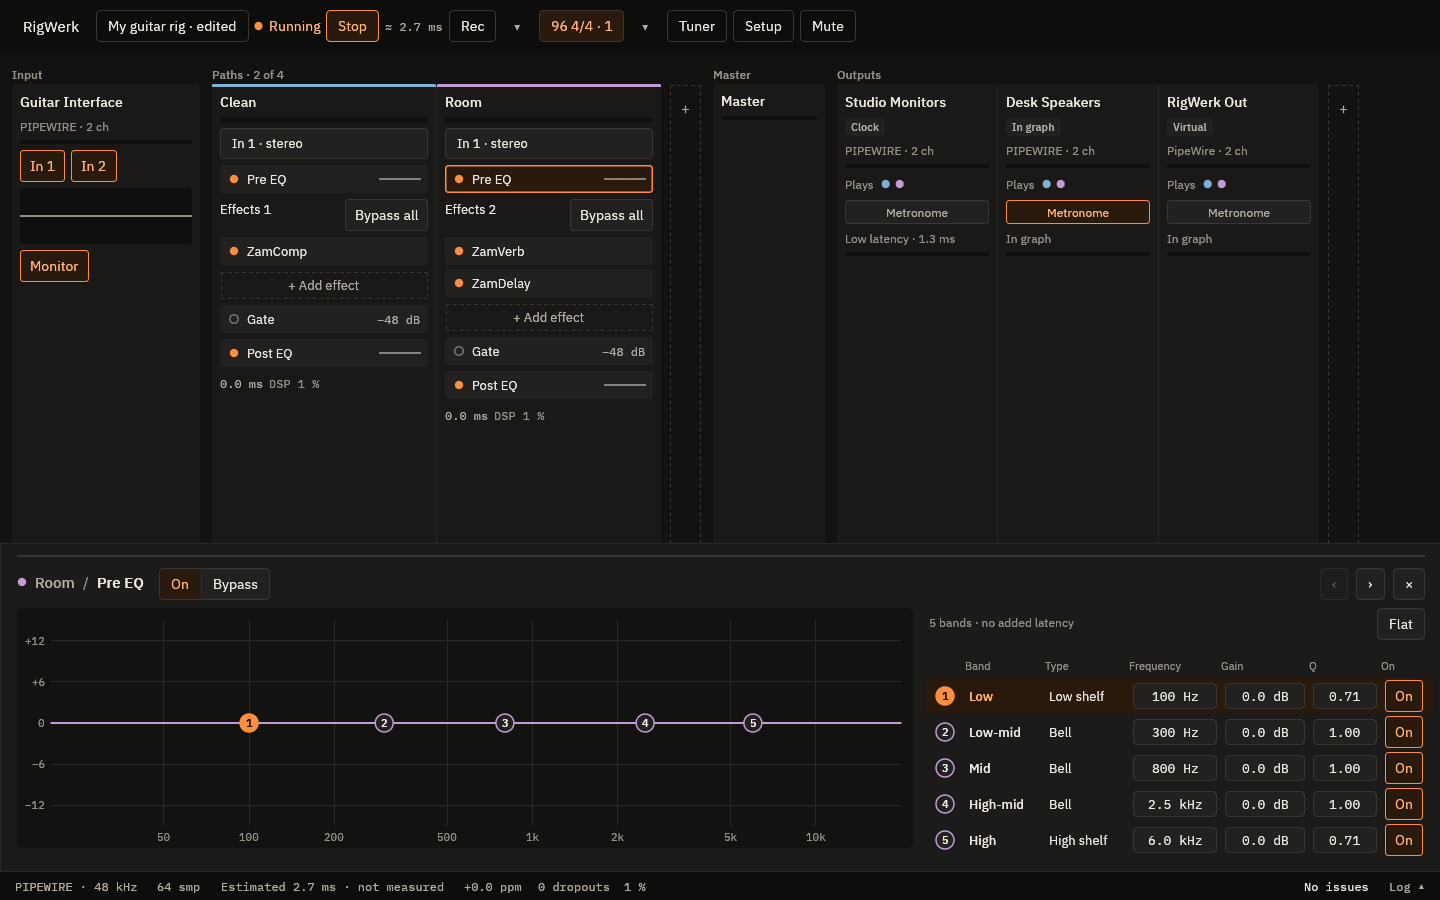 RigWerk My guitar rig · edited Running Stop ≈ 2.7 ms Rec ▾ 96 4/4 · 1 ▾ Tuner Setup Mute
Input
Guitar Interface
PIPEWIRE · 2 ch
In 1 In 2
Monitor
Paths · 2 of 4
Clean
In 1 · stereo
Pre EQ
Effects 1 Bypass all
ZamComp
+ Add effect
Gate −48 dB
Post EQ
0.0 ms DSP 1 %
Room
In 1 · stereo
Pre EQ
Effects 2 Bypass all
ZamVerb
ZamDelay
+ Add effect
Gate −48 dB
Post EQ
0.0 ms DSP 1 %
+
Master
Master
Outputs
Studio Monitors
Clock
PIPEWIRE · 2 ch
Plays
Metronome
Low latency · 1.3 ms
Desk Speakers
In graph
PIPEWIRE · 2 ch
Plays
Metronome
In graph
RigWerk Out
Virtual
PipeWire · 2 ch
Plays
Metronome
In graph
+
Room / Pre EQ On Bypass ‹ › ×
+12
+6
0
−6
−12
1 2 3 4 5
50 100 200 500 1k 2k 5k 10k
5 bands · no added latency Flat
Band Type Frequency Gain Q On
1 Low Low shelf 100 Hz 0.0 dB 0.71 On
2 Low-mid Bell 300 Hz 0.0 dB 1.00 On
3 Mid Bell 800 Hz 0.0 dB 1.00 On
4 High-mid Bell 2.5 kHz 0.0 dB 1.00 On
5 High High shelf 6.0 kHz 0.0 dB 0.71 On
PIPEWIRE · 48 kHz 64 smp Estimated 2.7 ms · not measured +0.0 ppm 0 dropouts 1 % No issues Log ▴